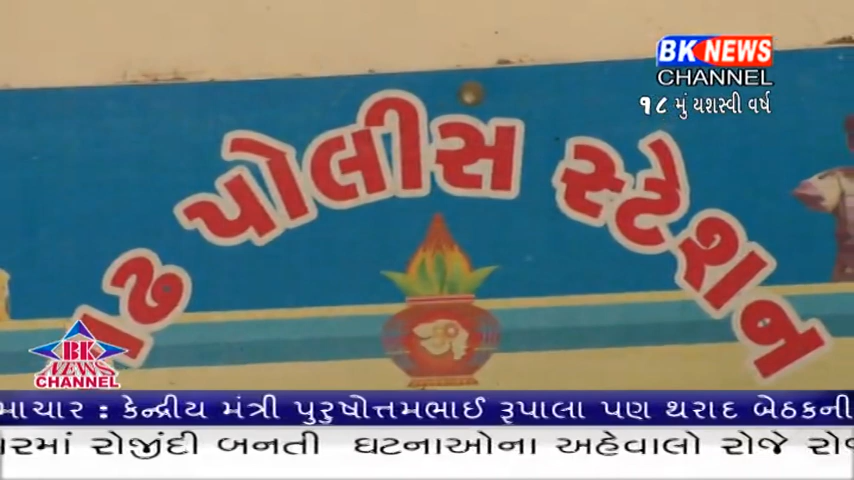 BK NEWS
CHANNEL
૧૮ મું યશસ્વી વર્ષ
પોલીસ સ્ટેશન
BK
NEWS
CHANNEL
માચાર : કેન્દ્રીય મંત્રી પુરુષોત્તમભાઈ રૂપાલા પણ થરાદ બેઠકની
રમાં રોજીંદી બનતી ઘટનાઓના અહેવાલો રોજે